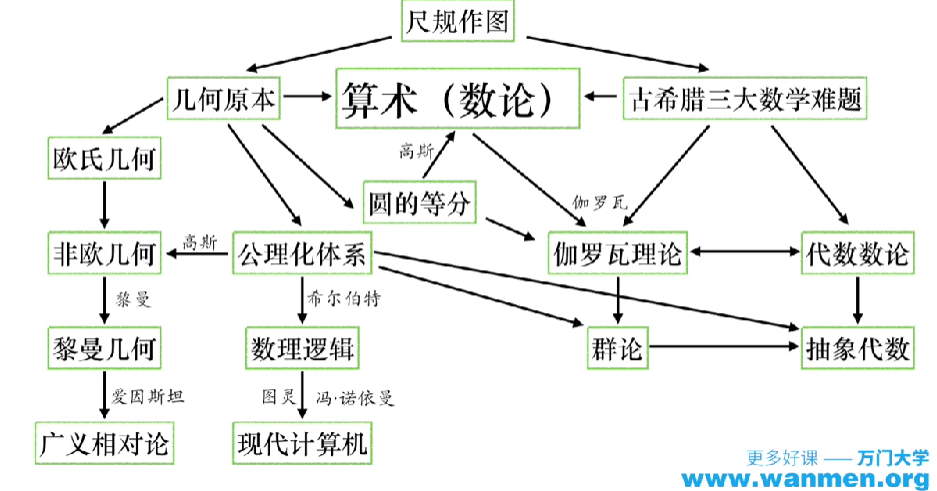 尺规作图
几何原本
算术（数论）
古希腊三大数学难题
欧氏几何
高斯
圆的等分
伽罗瓦
非欧几何
高斯
公理化体系
伽罗瓦理论
代数数论
黎曼
希尔伯特
黎曼几何
数理逻辑
群论
抽象代数
爱因斯坦
图灵
冯·诺依曼
广义相对论
现代计算机
更多好课 —— 万门大学
www.wanmen.org